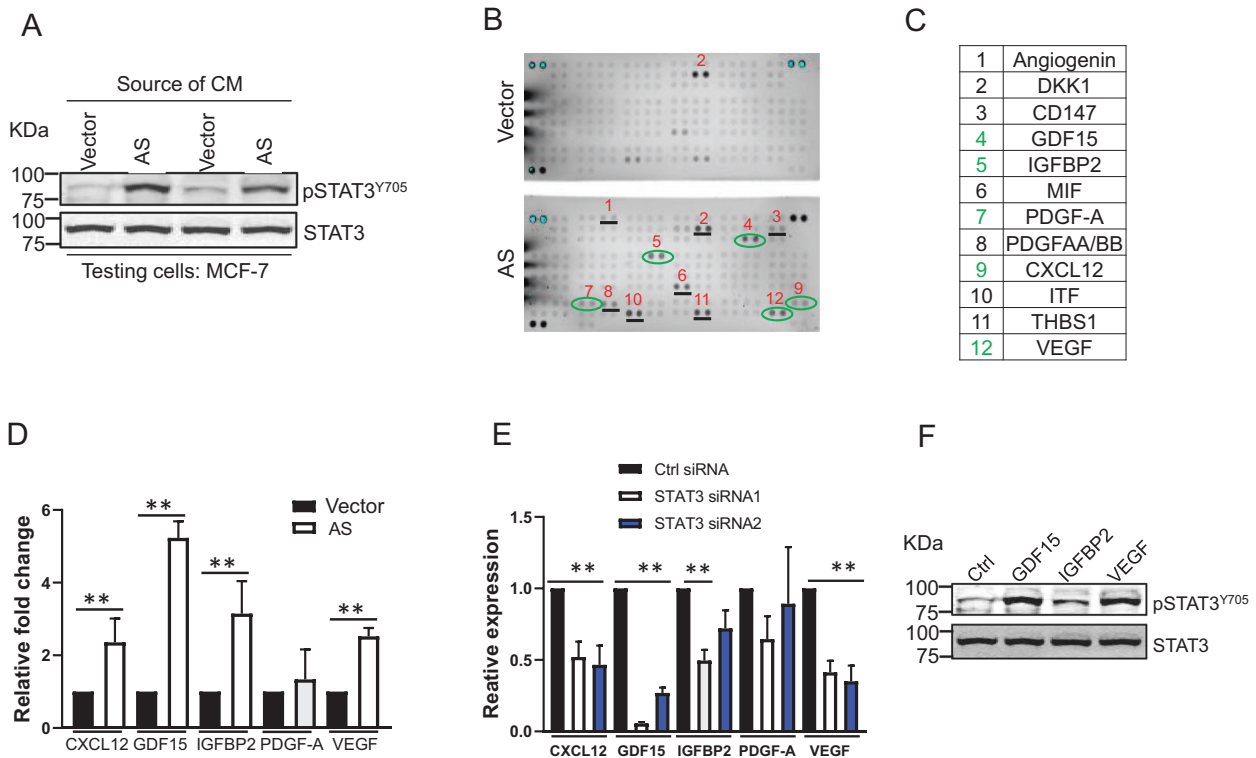 A
Source of CM
KDa
Vector
AS
Vector
AS
100
75
pSTAT3Y705
100
75
STAT3
Testing cells: MCF-7
B
Vector
2
AS
1
2
3
4
5
6
7
8
9
10
11
12
C
1 Angiogenin
2 DKK1
3 CD147
4 GDF15
5 IGFBP2
6 MIF
7 PDGF-A
8 PDGFAA/BB
9 CXCL12
10 ITF
11 THBS1
12 VEGF
D
Relative fold change
6
4
2
0
Vector
AS
**
**
**
**
CXCL12 GDF15 IGFBP2 PDGF-A VEGF
E
Ctrl siRNA
STAT3 siRNA1
STAT3 siRNA2
Reative expression
1.5
1.0
0.5
0.0
** ** ** **
CXCL12 GDF15 IGFBP2 PDGF-A VEGF
F
KDa
Ctrl
GDF15
IGFBP2
VEGF
100
75
pSTAT3Y705
100
75
STAT3